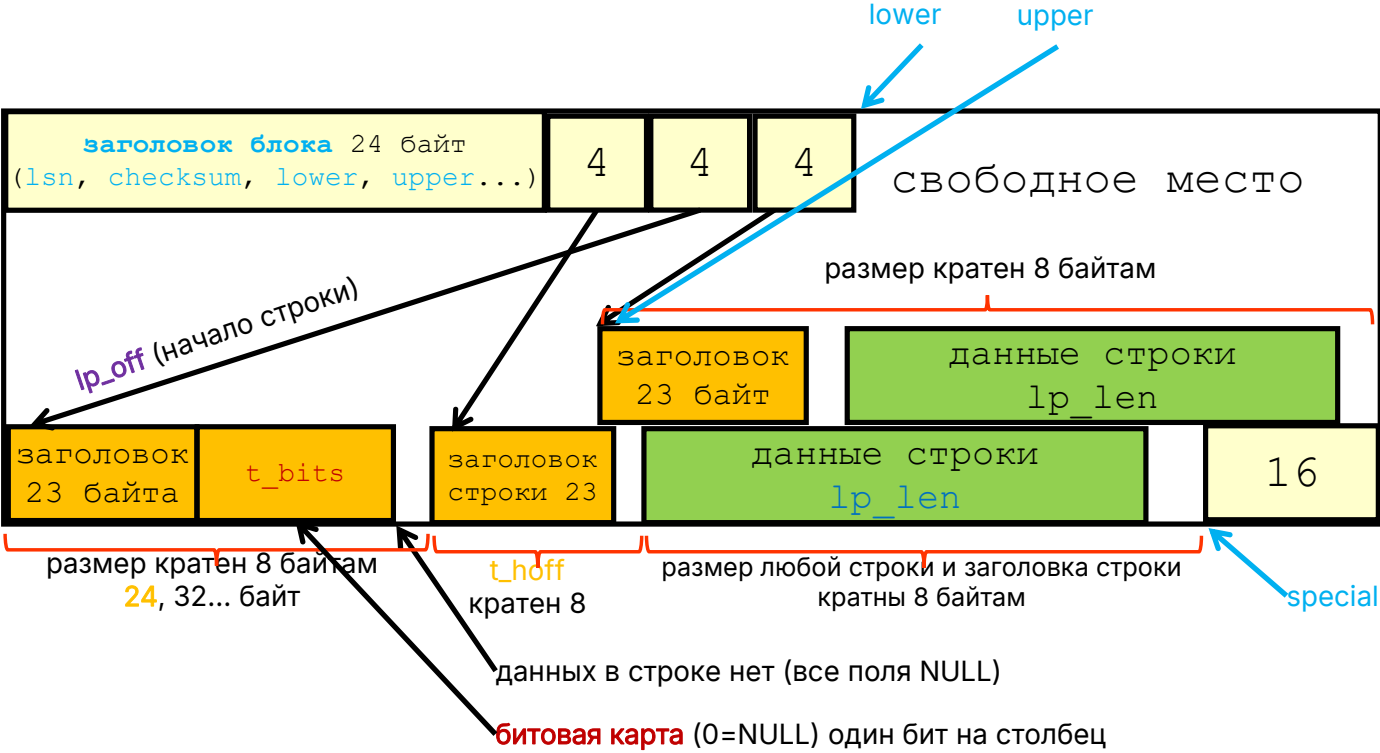 lower
upper
заголовок блока 24 байт
(lsn, checksum, lower, upper...)
4
4
4
свободное место
размер кратен 8 байтам
lp_off (начало строки)
заголовок
23 байт
данные строки
lp_len
заголовок
23 байта
t_bits
заголовок
строки 23
данные строки
lp_len
16
размер кратен 8 байтам
24, 32... байт
t_hoff
кратен 8
размер любой строки и заголовка строки
кратны 8 байтам
special
данных в строке нет (все поля NULL)
битовая карта (0=NULL) один бит на столбец